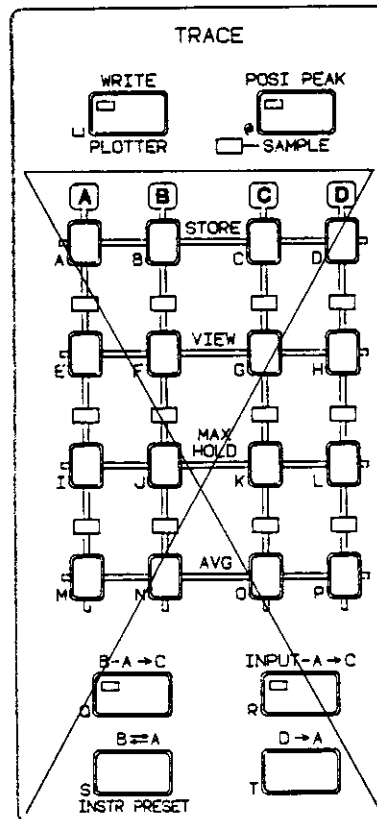 TRACE
WRITE POSI PEAK
PLOTTER SAMPLE
A B C D
STORE
A B C D
VIEW
E F G H
MAX
HOLD
I J K L
AVG
M N O P
B-A→C INPUT-A→C
Q R
B⇄A D→A
S T
INSTR PRESET